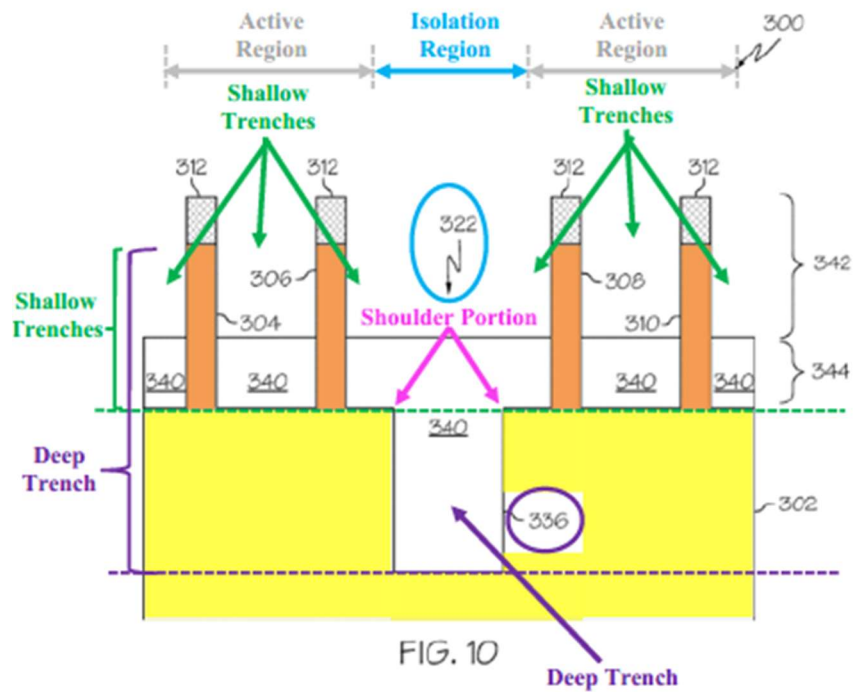 Active
Region
Isolation
Region
Active
Region
300
Shallow
Trenches
Shallow
Trenches
312
312
312
312
322
306
308
342
Shallow
Trenches
304
Shoulder Portion
310
340
340
340
340
344
340
Deep
Trench
336
302
FIG. 10
Deep Trench